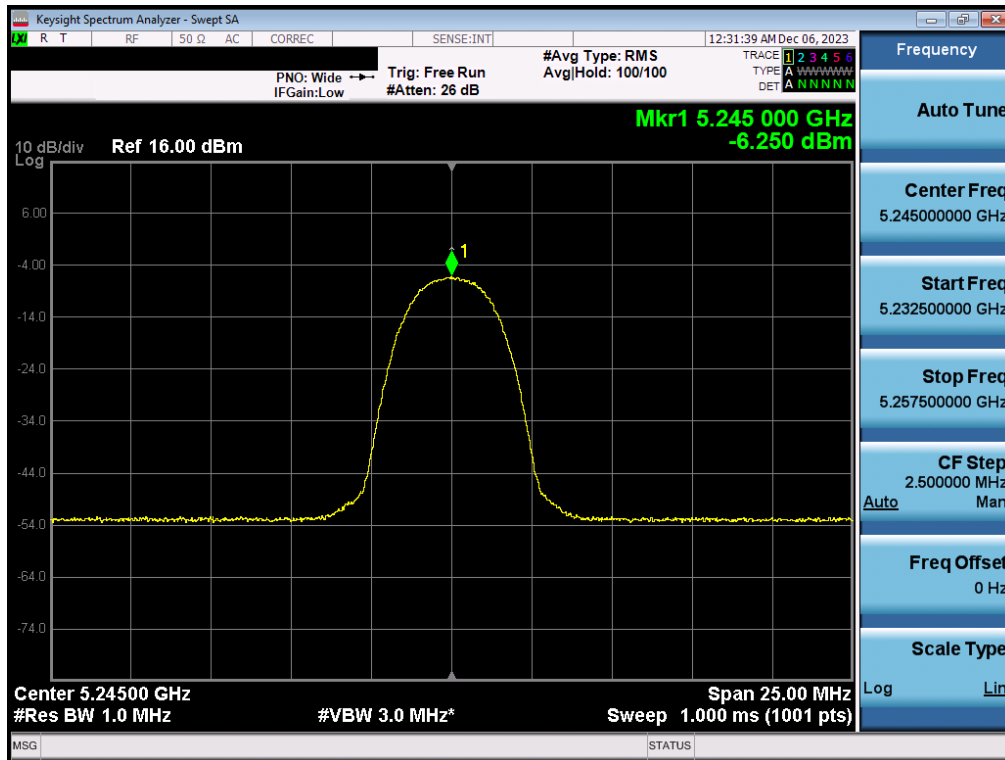 Keysight Spectrum Analyzer - Swept SA
LXI R T RF 50 Ω AC CORREC SENSE:INT 12:31:39 AM Dec 06, 2023
PNO: Wide
IFGain:Low
Trig: Free Run
#Atten: 26 dB
#Avg Type: RMS
Avg|Hold: 100/100
TRACE 1 2 3 4 5 6
TYPE A WWWWW
DET A N N N N N
Mkr1 5.245 000 GHz
-6.250 dBm
10 dB/div Ref 16.00 dBm
Log
6.00
-4.00
-14.0
-24.0
-34.0
-44.0
-54.0
-64.0
-74.0
1
Center 5.24500 GHz Span 25.00 MHz
#Res BW 1.0 MHz #VBW 3.0 MHz* Sweep 1.000 ms (1001 pts)
MSG STATUS
Frequency
Auto Tune
Center Freq
5.245000000 GHz
Start Freq
5.232500000 GHz
Stop Freq
5.257500000 GHz
CF Step
2.500000 MHz
Auto Man
Freq Offset
0 Hz
Scale Type
Log Lin